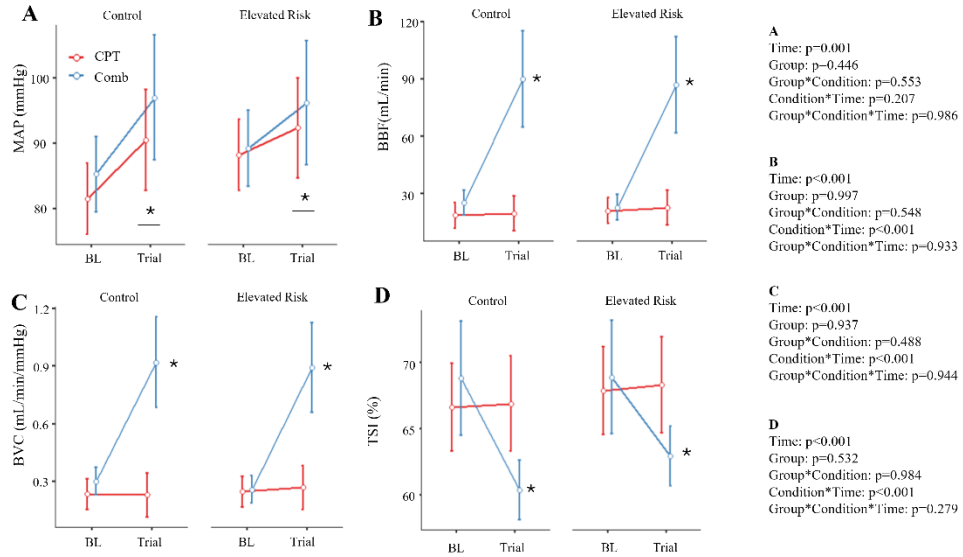 A
Control
Elevated Risk
CPT
Comb
MAP (mmHg)
100
90
80
*
*
BL
Trial
BL
Trial
B
Control
Elevated Risk
BBF(mL/min)
120
90
60
30
*
*
BL
Trial
BL
Trial
C
Control
Elevated Risk
BVC (mL/min/mmHg)
1.2
0.9
0.6
0.3
*
*
BL
Trial
BL
Trial
D
Control
Elevated Risk
TSI (%)
70
65
60
*
*
BL
Trial
BL
Trial
A
Time: p=0.001
Group: p=0.446
Group*Condition: p=0.553
Condition*Time: p=0.207
Group*Condition*Time: p=0.986
B
Time: p<0.001
Group: p=0.997
Group*Condition: p=0.548
Condition*Time: p<0.001
Group*Condition*Time: p=0.933
C
Time: p<0.001
Group: p=0.937
Group*Condition: p=0.488
Condition*Time: p<0.001
Group*Condition*Time: p=0.944
D
Time: p<0.001
Group: p=0.532
Group*Condition: p=0.984
Condition*Time: p<0.001
Group*Condition*Time: p=0.279